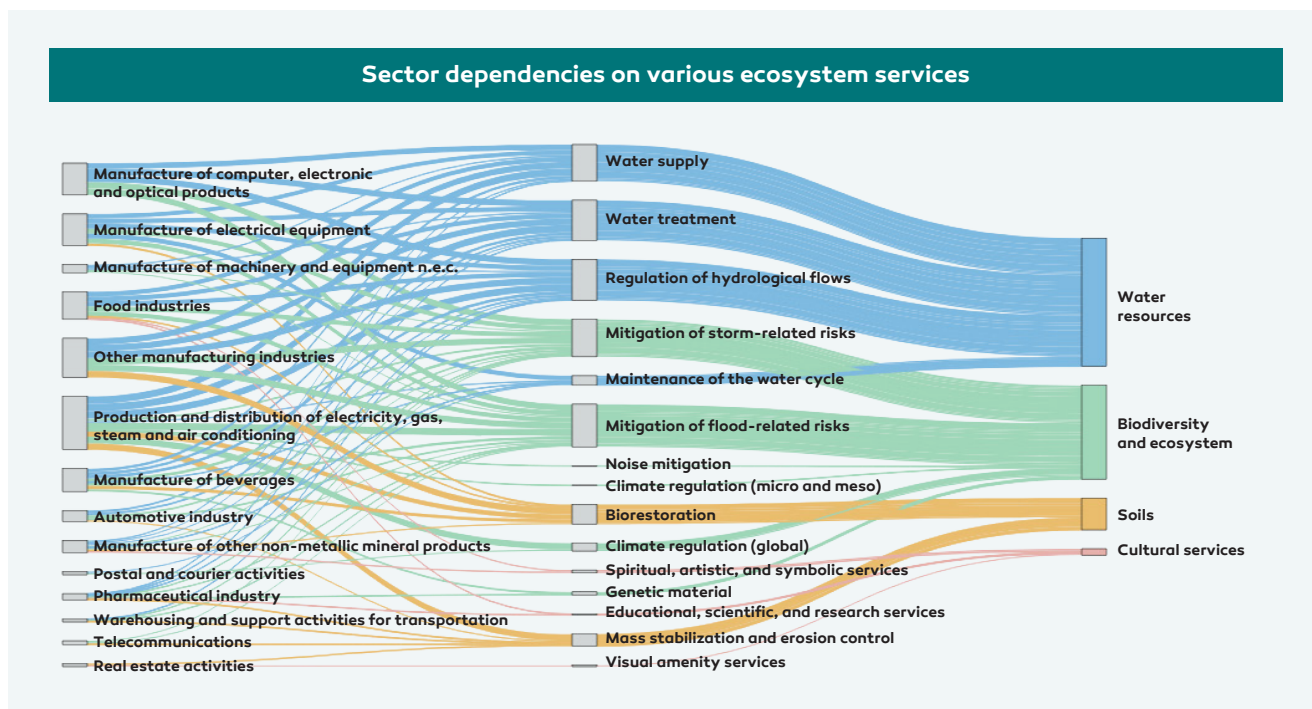 Sector dependencies on various ecosystem services
Manufacture of computer, electronic
and optical products
Manufacture of electrical equipment
Manufacture of machinery and equipment n.e.c.
Food industries
Other manufacturing industries
Production and distribution of electricity, gas,
steam and air conditioning
Manufacture of beverages
Automotive industry
Manufacture of other non-metallic mineral products
Postal and courier activities
Pharmaceutical industry
Warehousing and support activities for transportation
Telecommunications
Real estate activities
Water supply
Water treatment
Regulation of hydrological flows
Mitigation of storm-related risks
Maintenance of the water cycle
Mitigation of flood-related risks
Noise mitigation
Climate regulation (micro and meso)
Biorestoration
Climate regulation (global)
Spiritual, artistic, and symbolic services
Genetic material
Educational, scientific, and research services
Mass stabilization and erosion control
Visual amenity services
Water
resources
Biodiversity
and ecosystem
Soils
Cultural services